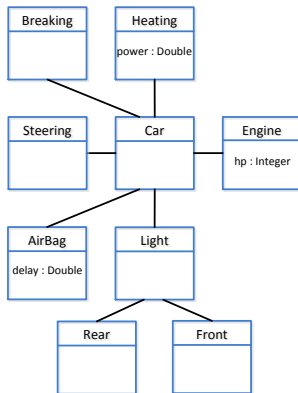 Breaking
Heating
power : Double
Steering
Car
Engine
hp : Integer
AirBag
delay : Double
Light
Rear
Front